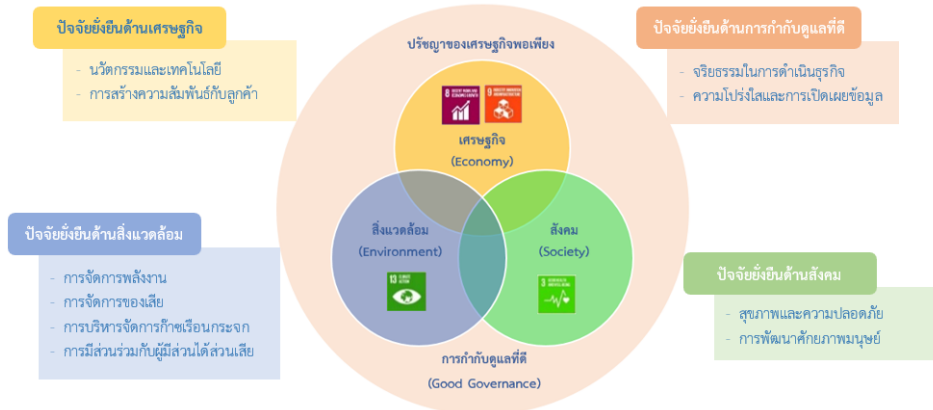 ปัจจัยยั่งยืนด้านเศรษฐกิจ
- นวัตกรรมและเทคโนโลยี
- การสร้างความสัมพันธ์กับลูกค้า
ปรัชญาของเศรษฐกิจพอเพียง
ปัจจัยยั่งยืนด้านการกำกับดูแลที่ดี
- จริยธรรมในการดำเนินธุรกิจ
- ความโปร่งใสและการเปิดเผยข้อมูล
8
9
เศรษฐกิจ
(Economy)
ปัจจัยยั่งยืนด้านสิ่งแวดล้อม
- การจัดการพลังงาน
- การจัดการของเสีย
- การบริหารจัดการก๊าซเรือนกระจก
- การมีส่วนร่วมกับผู้มีส่วนได้ส่วนเสีย
สิ่งแวดล้อม
(Environment)
13 CLIMATE
ACTION
สังคม
(Society)
3
ปัจจัยยั่งยืนด้านสังคม
- สุขภาพและความปลอดภัย
- การพัฒนาศักยภาพมนุษย์
การกำกับดูแลที่ดี
(Good Governance)